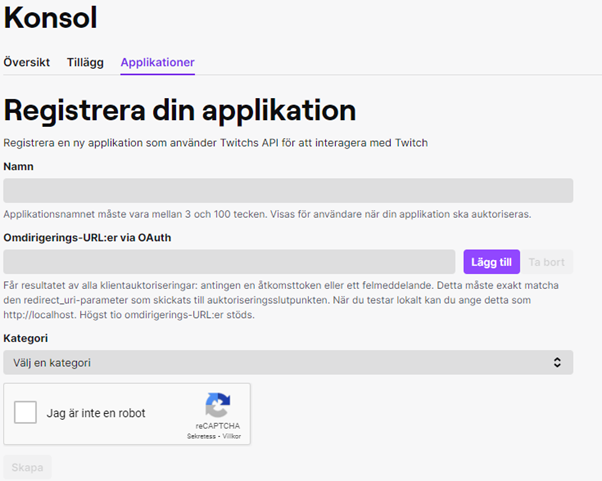 Konsol
Översikt Tillägg Applikationer
Registrera din applikation
Registrera en ny applikation som använder Twitchs API för att interagera med Twitch
Namn
Applikationsnamnet måste vara mellan 3 och 100 tecken. Visas för användare när din applikation ska auktoriseras.
Omdirigerings-URL:er via OAuth
Lägg till Ta bort
Får resultatet av alla klientauktoriseringar: antingen en åtkomsttoken eller ett felmeddelande. Detta måste exakt matcha
den redirect_uri-parameter som skickats till auktoriseringsslutpunkten. När du testar lokalt kan du ange detta som
http://localhost. Högst tio omdirigerings-URL:er stöds.
Kategori
Välj en kategori
Jag är inte en robot
reCAPTCHA
Sekretess - Villkor
Skapa